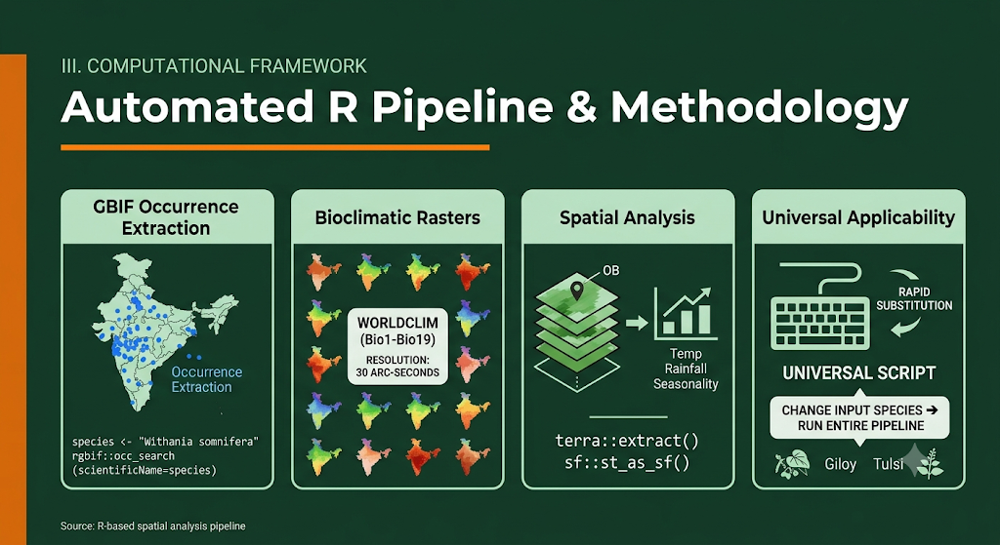 III. COMPUTATIONAL FRAMEWORK
Automated R Pipeline & Methodology
GBIF Occurrence
Extraction
Occurrence
Extraction
species <- "Withania somnifera"
rgbif::occ_search
(scientificName=species)
Bioclimatic Rasters
WORLDCLIM
(Bio1-Bio19)
RESOLUTION:
30 ARC-SECONDS
Spatial Analysis
OB
Temp
Rainfall
Seasonality
terra::extract()
sf::st_as_sf()
Universal Applicability
RAPID
SUBSTITUTION
UNIVERSAL SCRIPT
CHANGE INPUT SPECIES ➔
RUN ENTIRE PIPELINE
Giloy Tulsi
Source: R-based spatial analysis pipeline